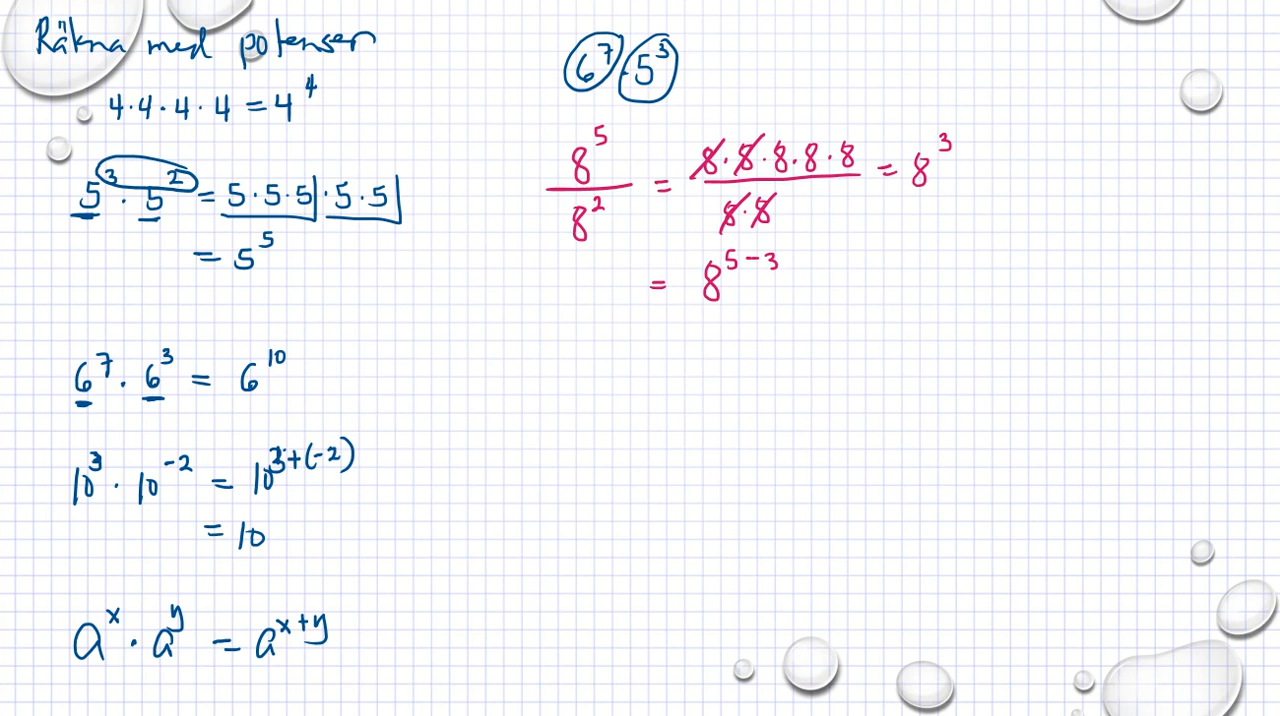 Räkna med potenser
4·4·4·4 = 4⁴
5³ · 5² = 5·5·5·5·5
= 5⁵
6⁷ · 6³ = 6¹⁰
10³ · 10⁻² = 10³⁺⁽⁻²⁾
= 10
aˣ · aʸ = aˣ⁺ʸ
6⁷ · 5³
8⁵/8² = 8·8·8·8·8/8·8 = 8³
= 8⁵⁻³